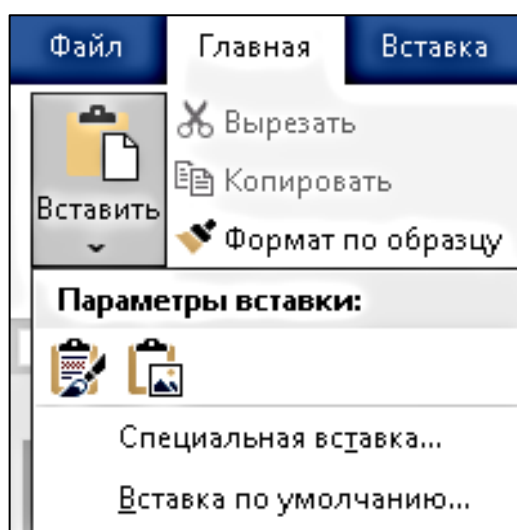 Файл Главная Вставка
Вырезать
Копировать
Вставить
Формат по образцу
Параметры вставки:
Специальная вставка...
Вставка по умолчанию...